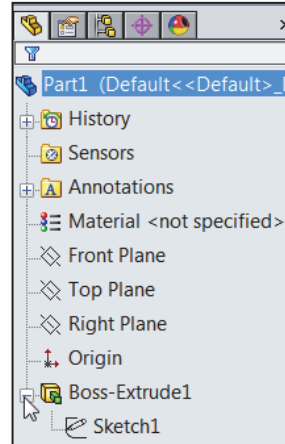 Part1 (Default<<Default>_
History
Sensors
A Annotations
Material <not specified>
Front Plane
Top Plane
Right Plane
Origin
Boss-Extrude1
Sketch1